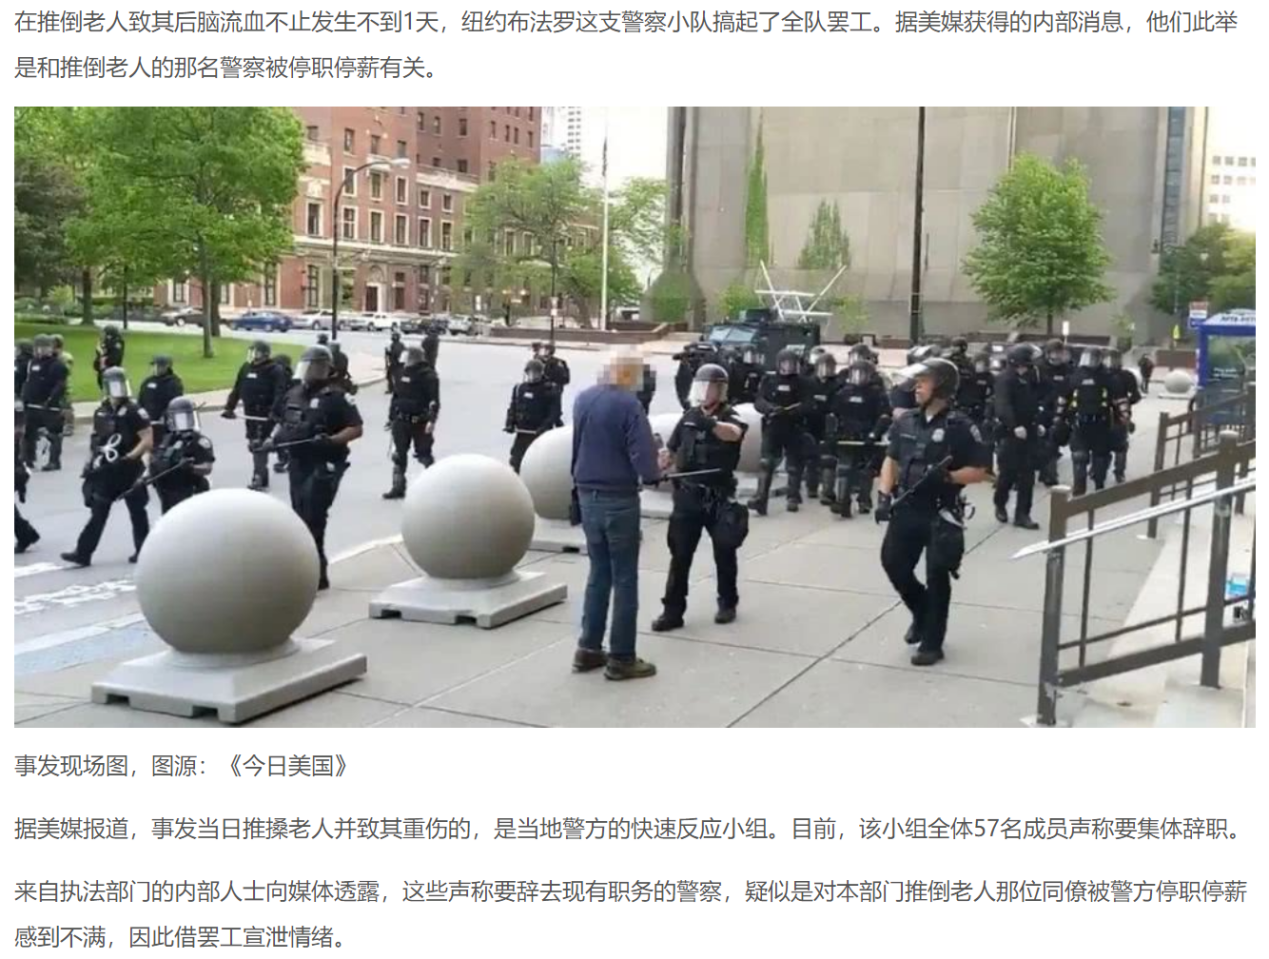 在推倒老人致其后脑流血不止发生不到1天，纽约布法罗这支警察小队搞起了全队罢工。据美媒获得的内部消息，他们此举
是和推倒老人的那名警察被停职停薪有关。
事发现场图，图源：《今日美国》
据美媒报道，事发当日推搡老人并致其重伤的，是当地警方的快速反应小组。目前，该小组全体57名成员声称要集体辞职。
来自执法部门的内部人士向媒体透露，这些声称要辞去现有职务的警察，疑似是对本部门推倒老人那位同僚被警方停职停薪
感到不满，因此借罢工宣泄情绪。